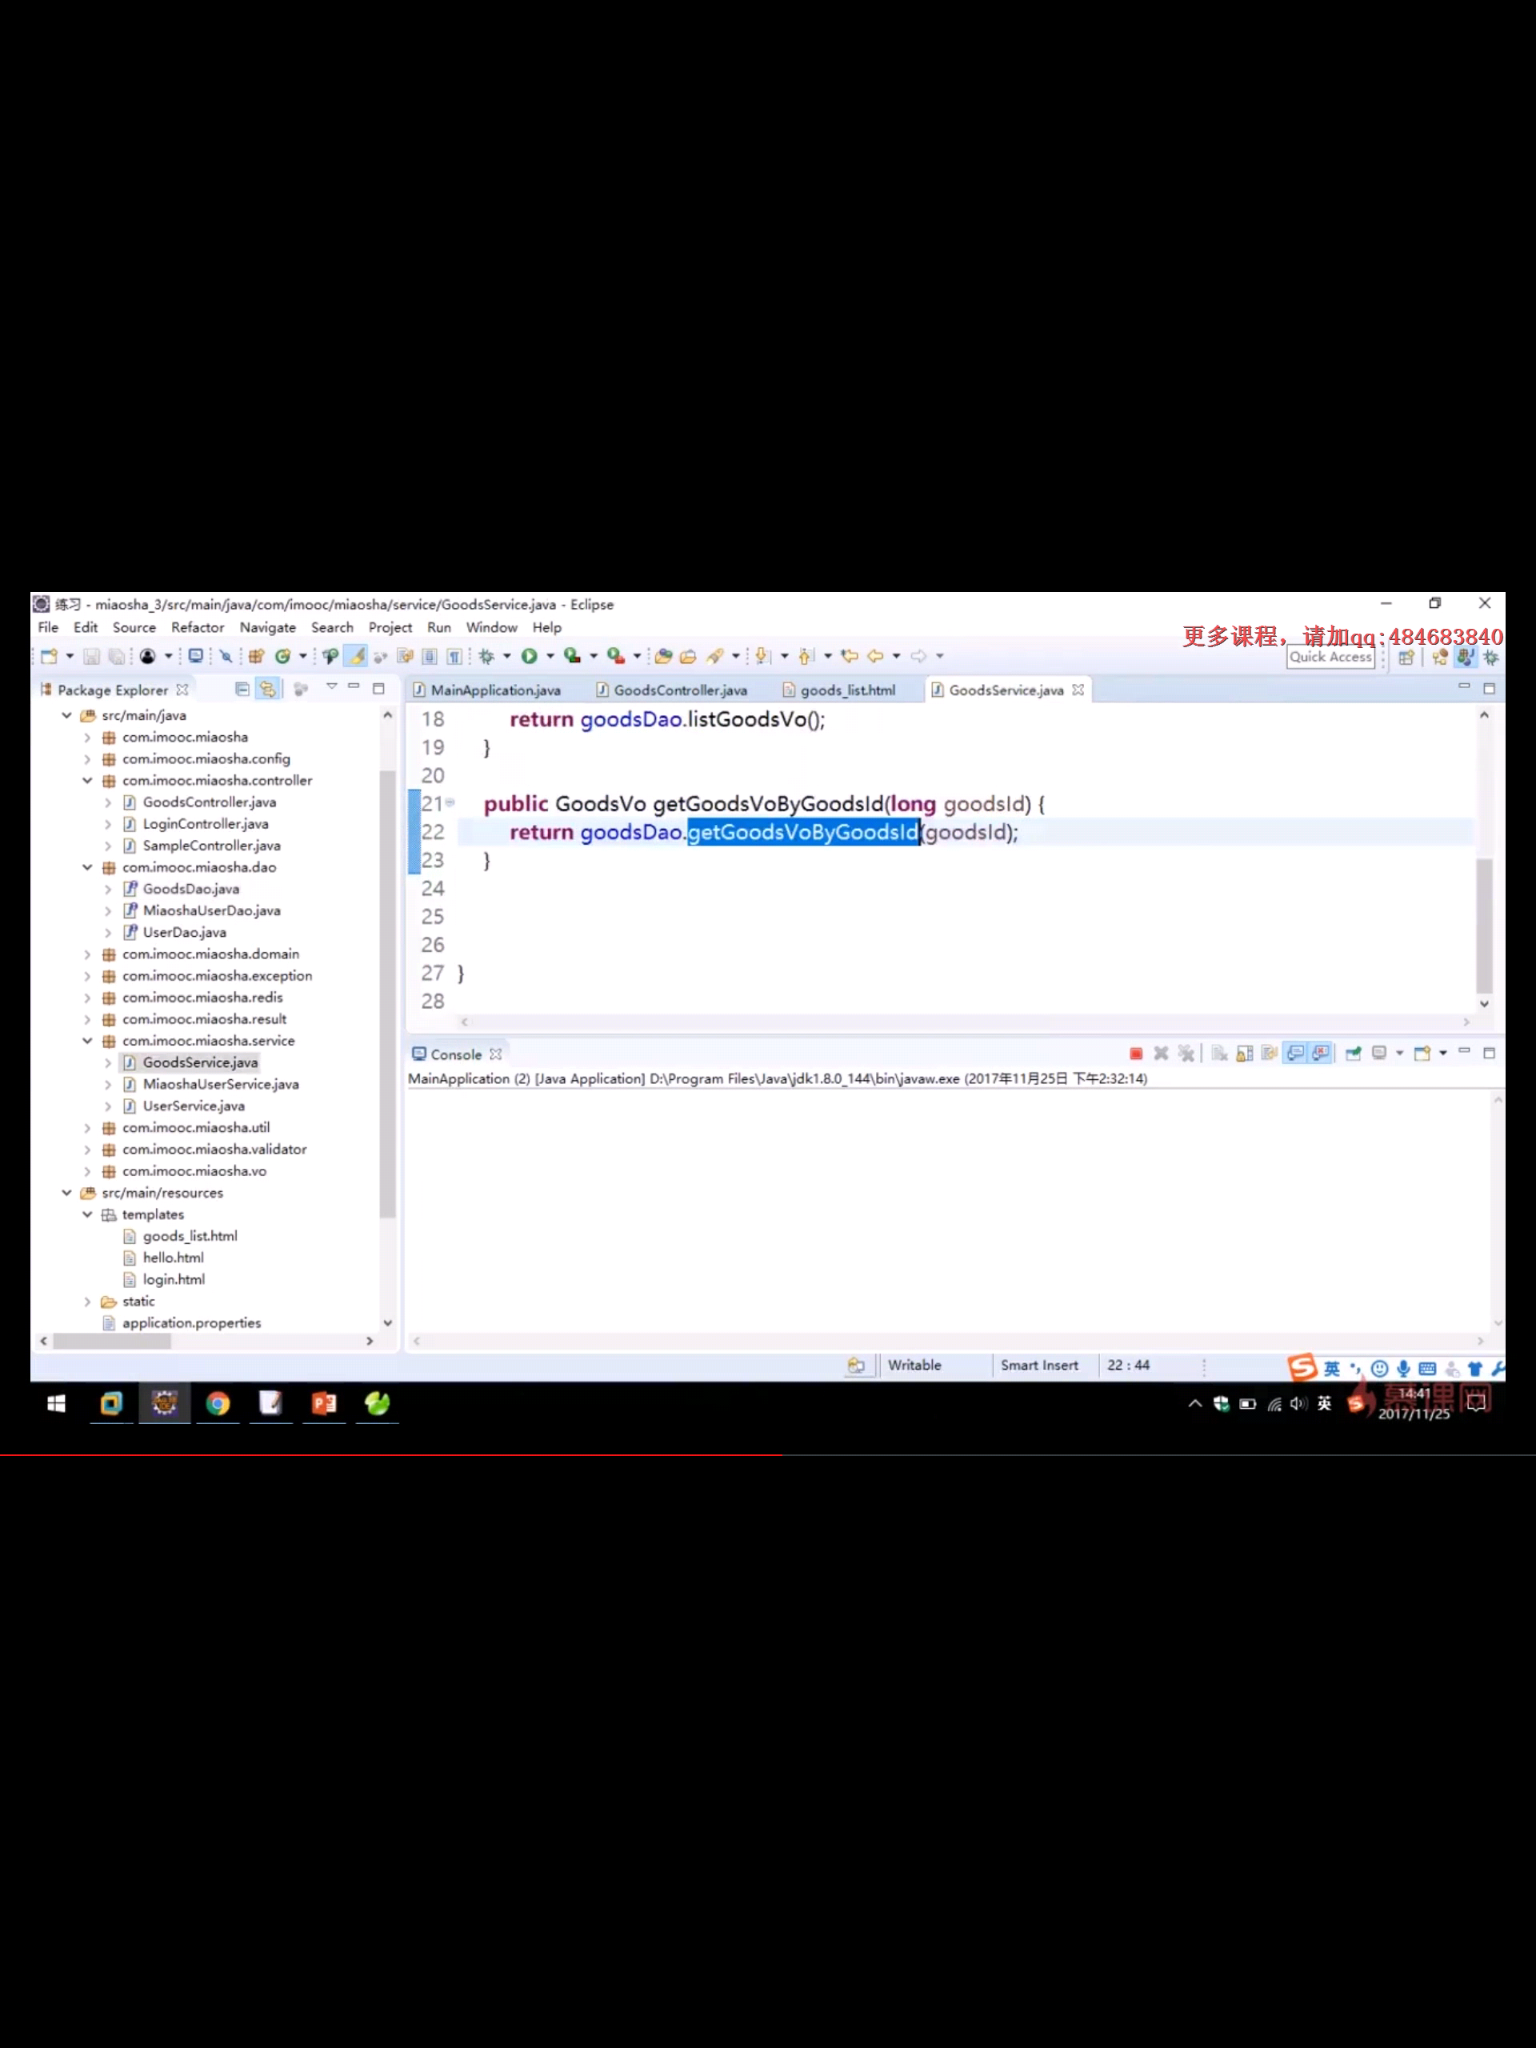 练习 - miaosha_3/src/main/java/com/imooc/miaosha/service/GoodsService.java - Eclipse
File Edit Source Refactor Navigate Search Project Run Window Help
更多课程，请加qq:484683840
Quick Access
Package Explorer
src/main/java
com.imooc.miaosha
com.imooc.miaosha.config
com.imooc.miaosha.controller
GoodsController.java
LoginController.java
SampleController.java
com.imooc.miaosha.dao
GoodsDao.java
MiaoshaUserDao.java
UserDao.java
com.imooc.miaosha.domain
com.imooc.miaosha.exception
com.imooc.miaosha.redis
com.imooc.miaosha.result
com.imooc.miaosha.service
GoodsService.java
MiaoshaUserService.java
UserService.java
com.imooc.miaosha.util
com.imooc.miaosha.validator
com.imooc.miaosha.vo
src/main/resources
templates
goods_list.html
hello.html
login.html
static
application.properties
MainApplication.java GoodsController.java goods_list.html GoodsService.java
18 return goodsDao.listGoodsVo();
19 }
20
21 public GoodsVo getGoodsVoByGoodsId(long goodsId) {
22 return goodsDao.getGoodsVoByGoodsId(goodsId);
23 }
24
25
26
27 }
28
Console
MainApplication (2) [Java Application] D:\Program Files\Java\jdk1.8.0_144\bin\javaw.exe (2017年11月25日 下午2:32:14)
Writable Smart Insert 22 : 44
英
英
14:41
2017/11/25
慕课网